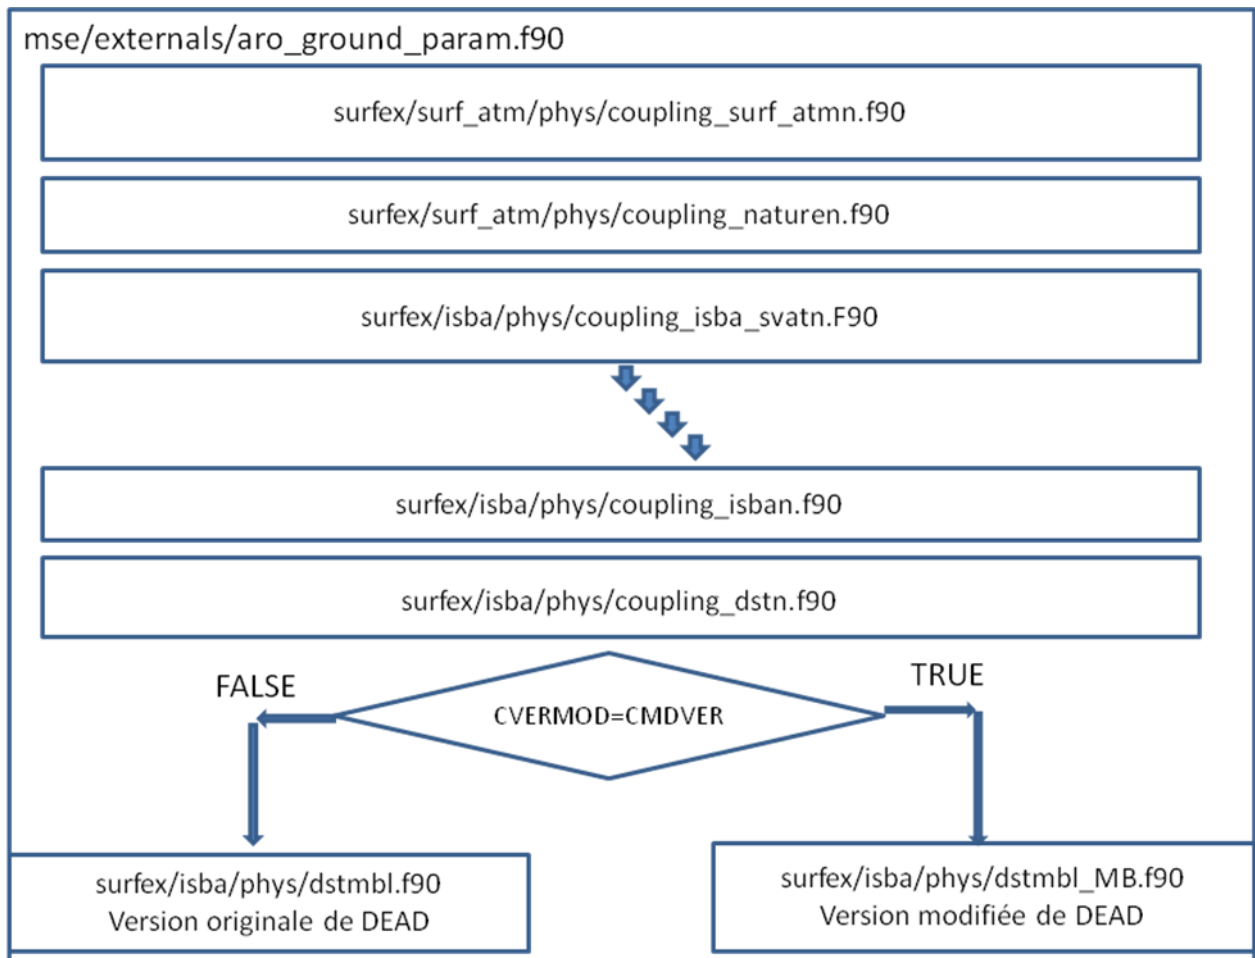 mse/externals/aro_ground_param.f90
surfex/surf_atm/phys/coupling_surf_atmn.f90
surfex/surf_atm/phys/coupling_naturen.f90
surfex/isba/phys/coupling_isba_svatn.F90
surfex/isba/phys/coupling_isban.f90
surfex/isba/phys/coupling_dstn.f90
FALSE
TRUE
CVERMOD=CMDVER
surfex/isba/phys/dstmbl.f90
Version originale de DEAD
surfex/isba/phys/dstmbl_MB.f90
Version modifiée de DEAD